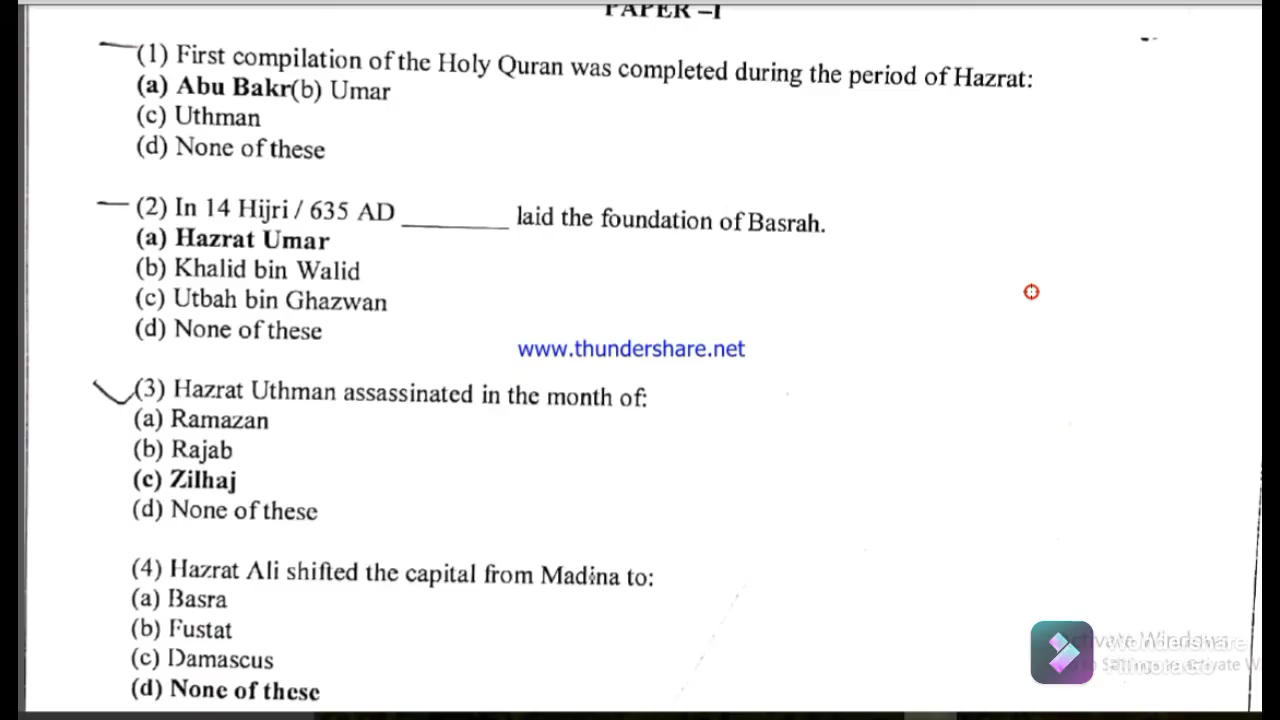 PAPER –I
(1) First compilation of the Holy Quran was completed during the period of Hazrat:
(a) Abu Bakr(b) Umar
(c) Uthman
(d) None of these
(2) In 14 Hijri / 635 AD ________ laid the foundation of Basrah.
(a) Hazrat Umar
(b) Khalid bin Walid
(c) Utbah bin Ghazwan
(d) None of these
www.thundershare.net
(3) Hazrat Uthman assassinated in the month of:
(a) Ramazan
(b) Rajab
(c) Zilhaj
(d) None of these
(4) Hazrat Ali shifted the capital from Madina to:
(a) Basra
(b) Fustat
(c) Damascus
(d) None of these
Activate Windows
Wondershare
FilmoraGo